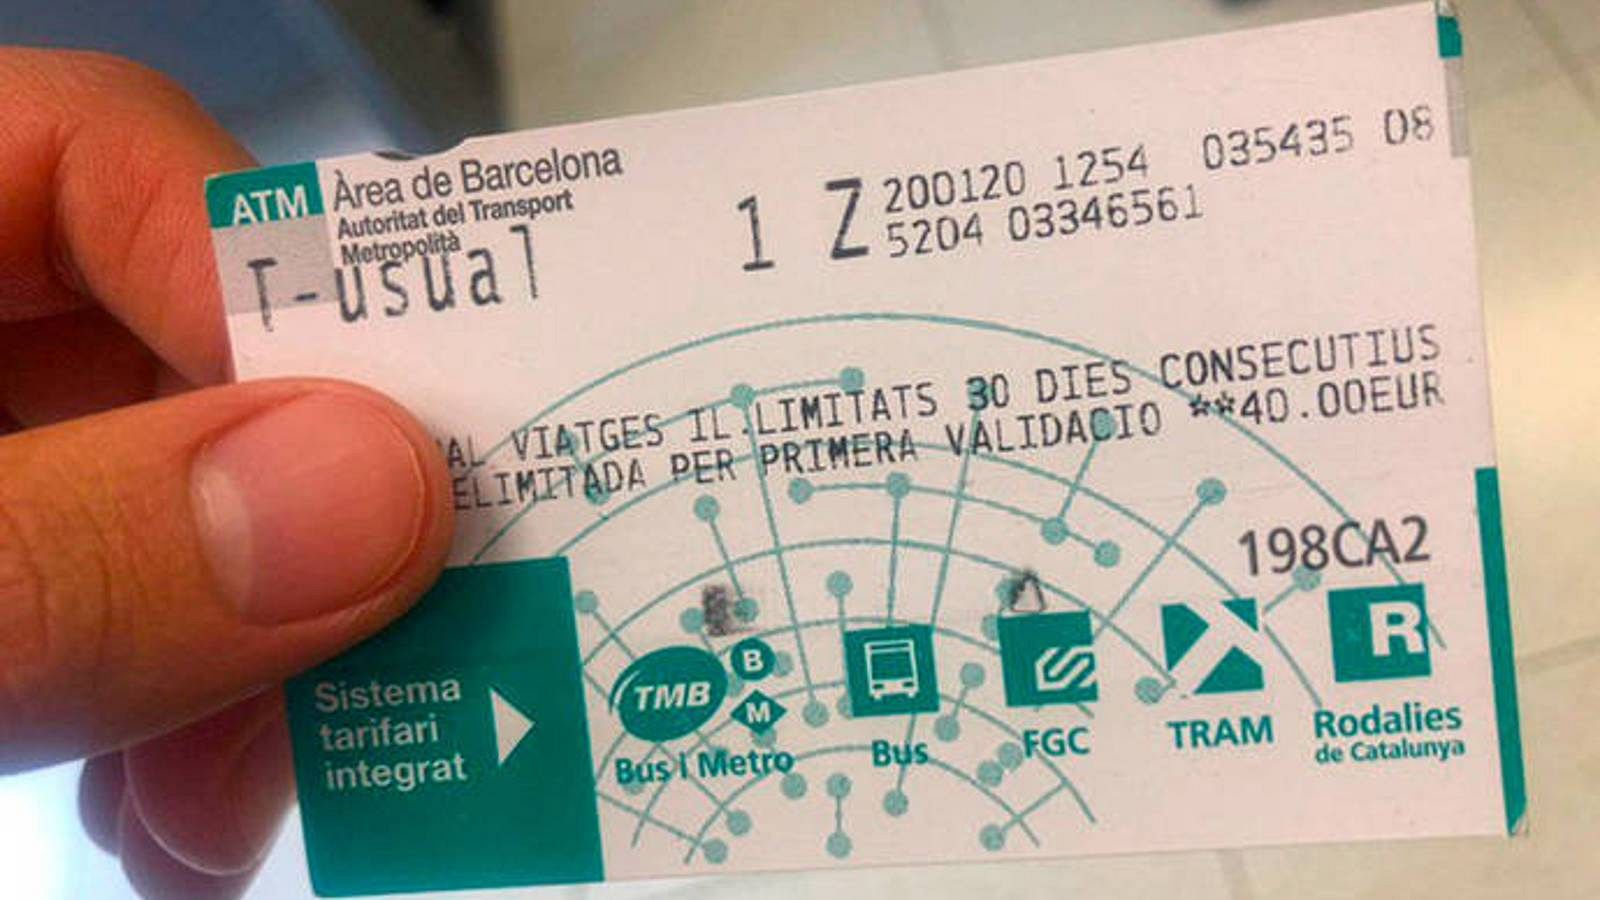 ATM
Àrea de Barcelona
Autoritat del Transport
Metropolità
T-usual
1 Z
200120 1254 035435 08
5204 03346561
AL VIATGES IL.LIMITATS 30 DIES CONSECUTIUS
ELIMITADA PER PRIMERA VALIDACIO **40.00EUR
198CA2
Sistema
tarifari
integrat
TMB
B
M
Bus i Metro
Bus
FGC
TRAM
R
Rodalies
de Catalunya